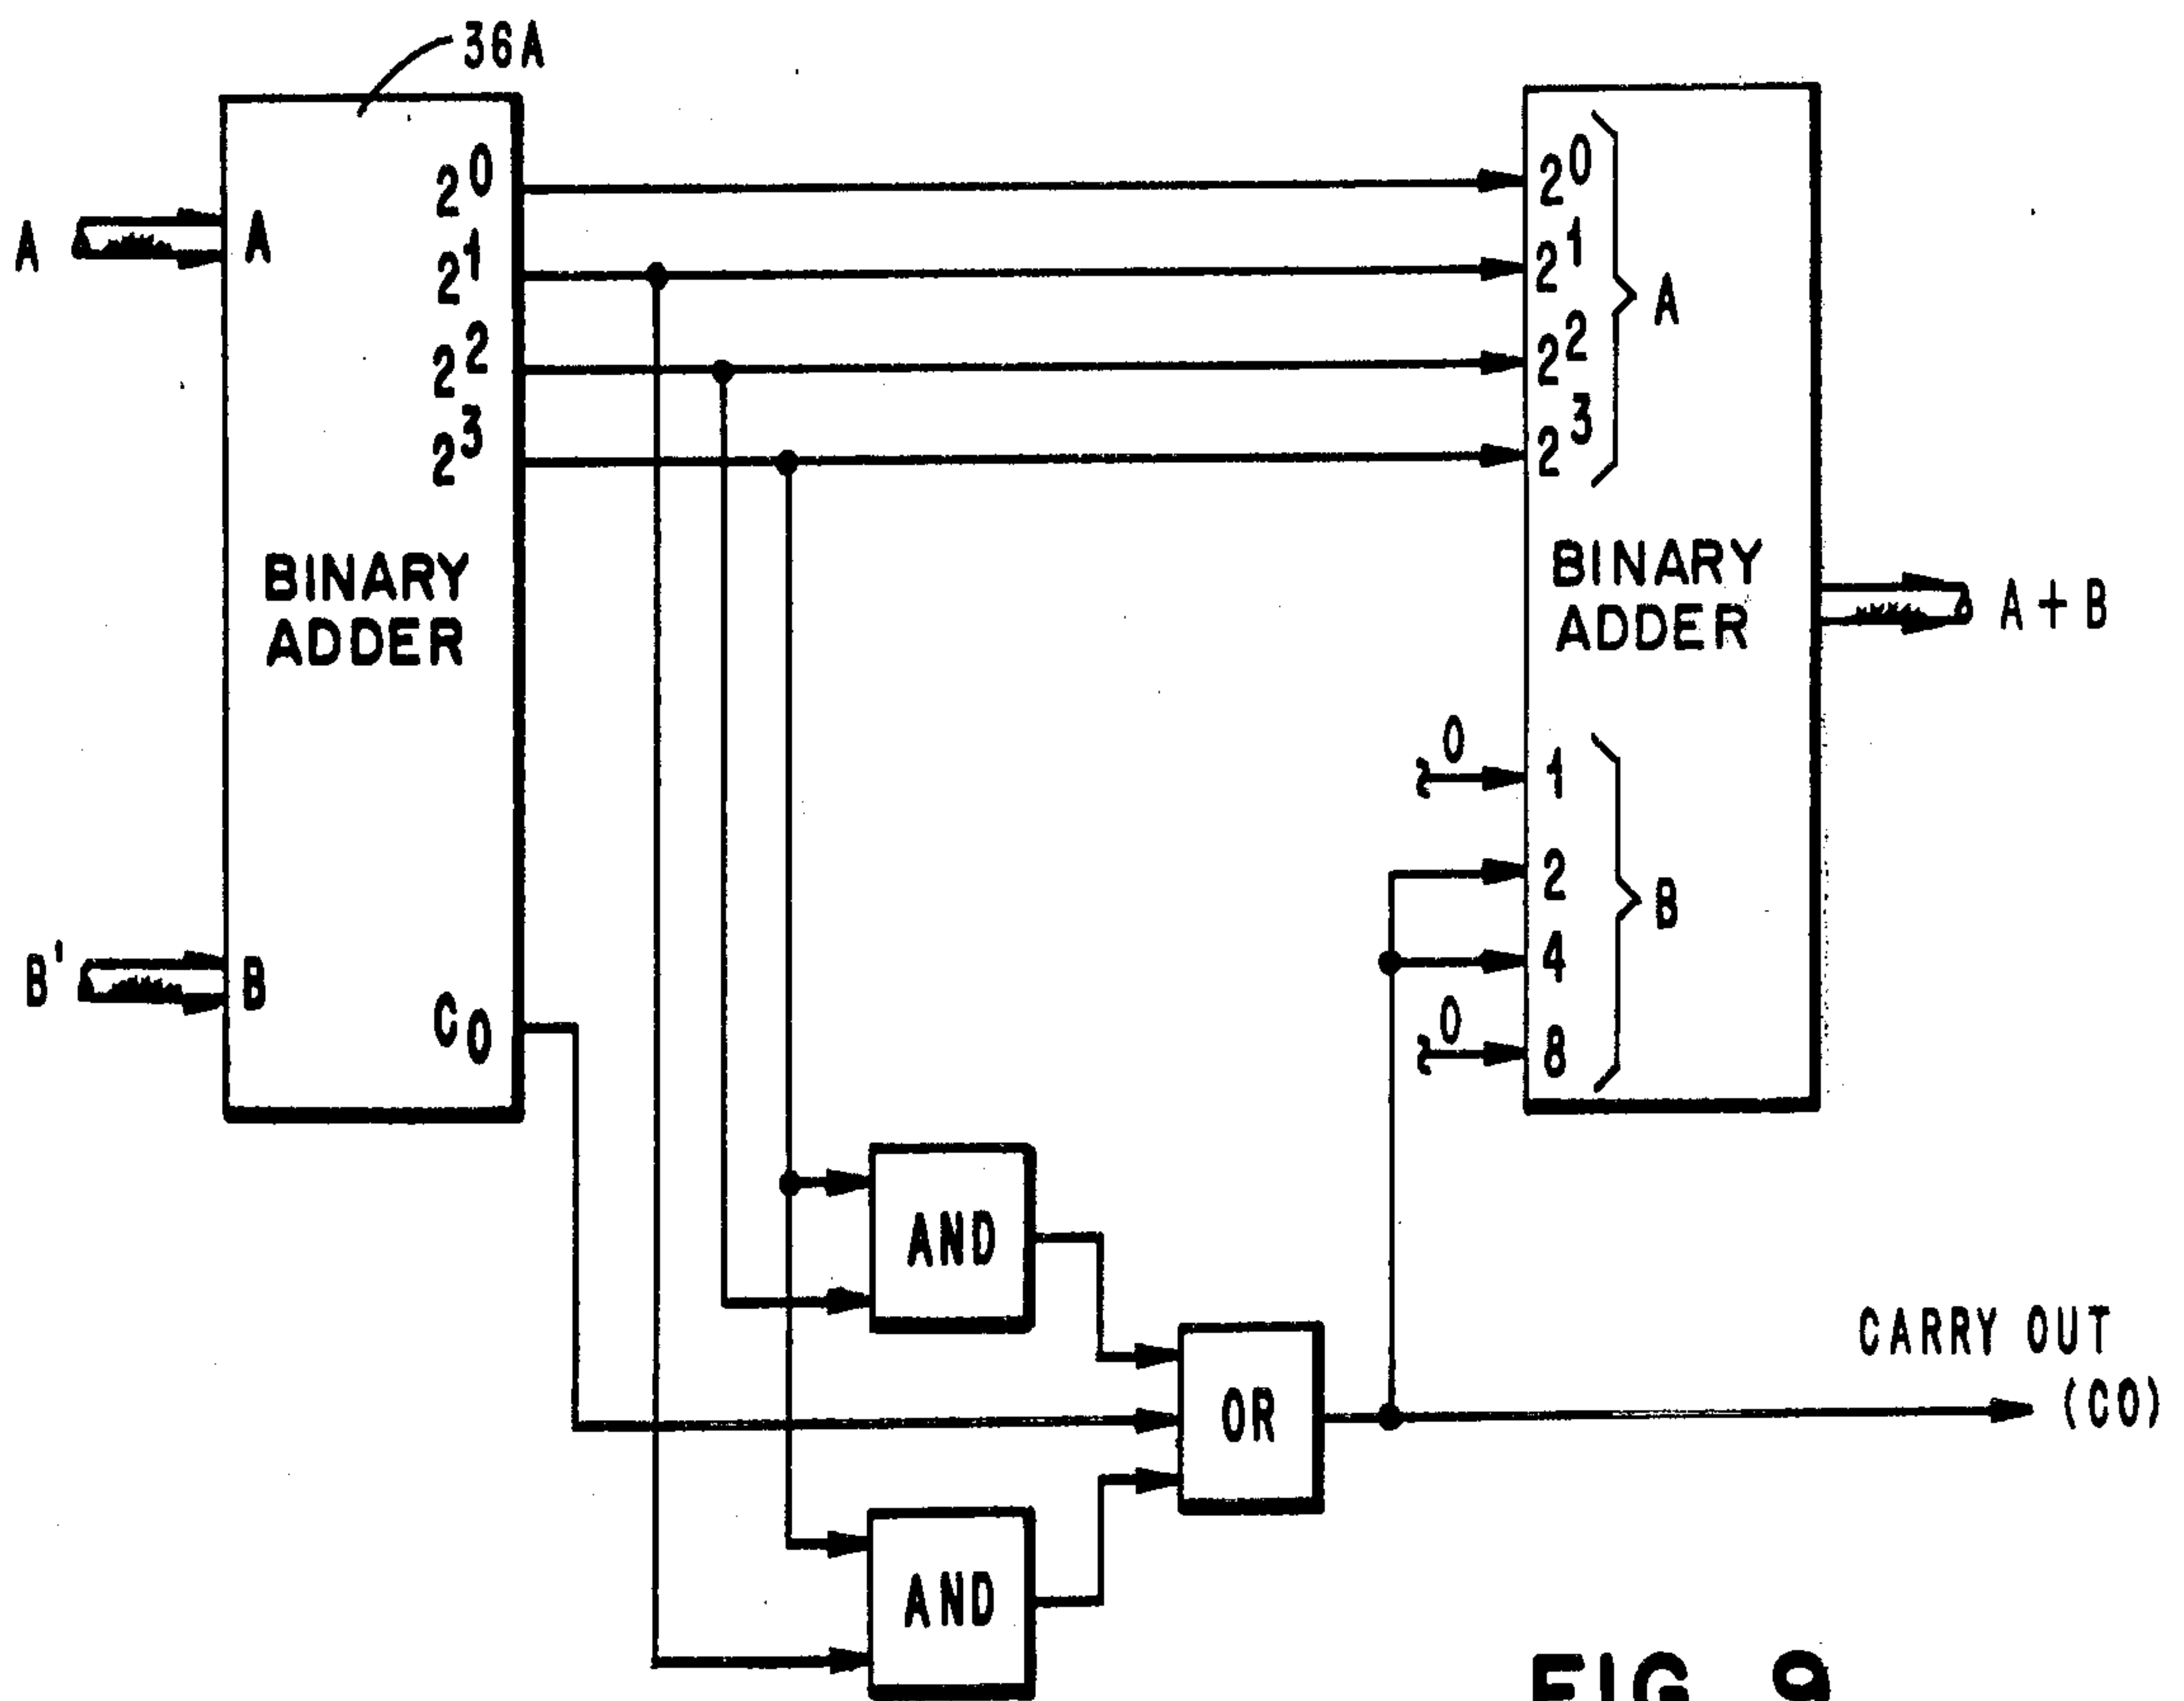 36A
A
A
2^0
2^1
2^2
2^3
BINARY
ADDER
B'
B
C_0
2^0
2^1
2^2
2^3
A
BINARY
ADDER
A + B
0
1
2
4
0
8
B
AND
OR
AND
CARRY OUT
(CO)
FIG. 9